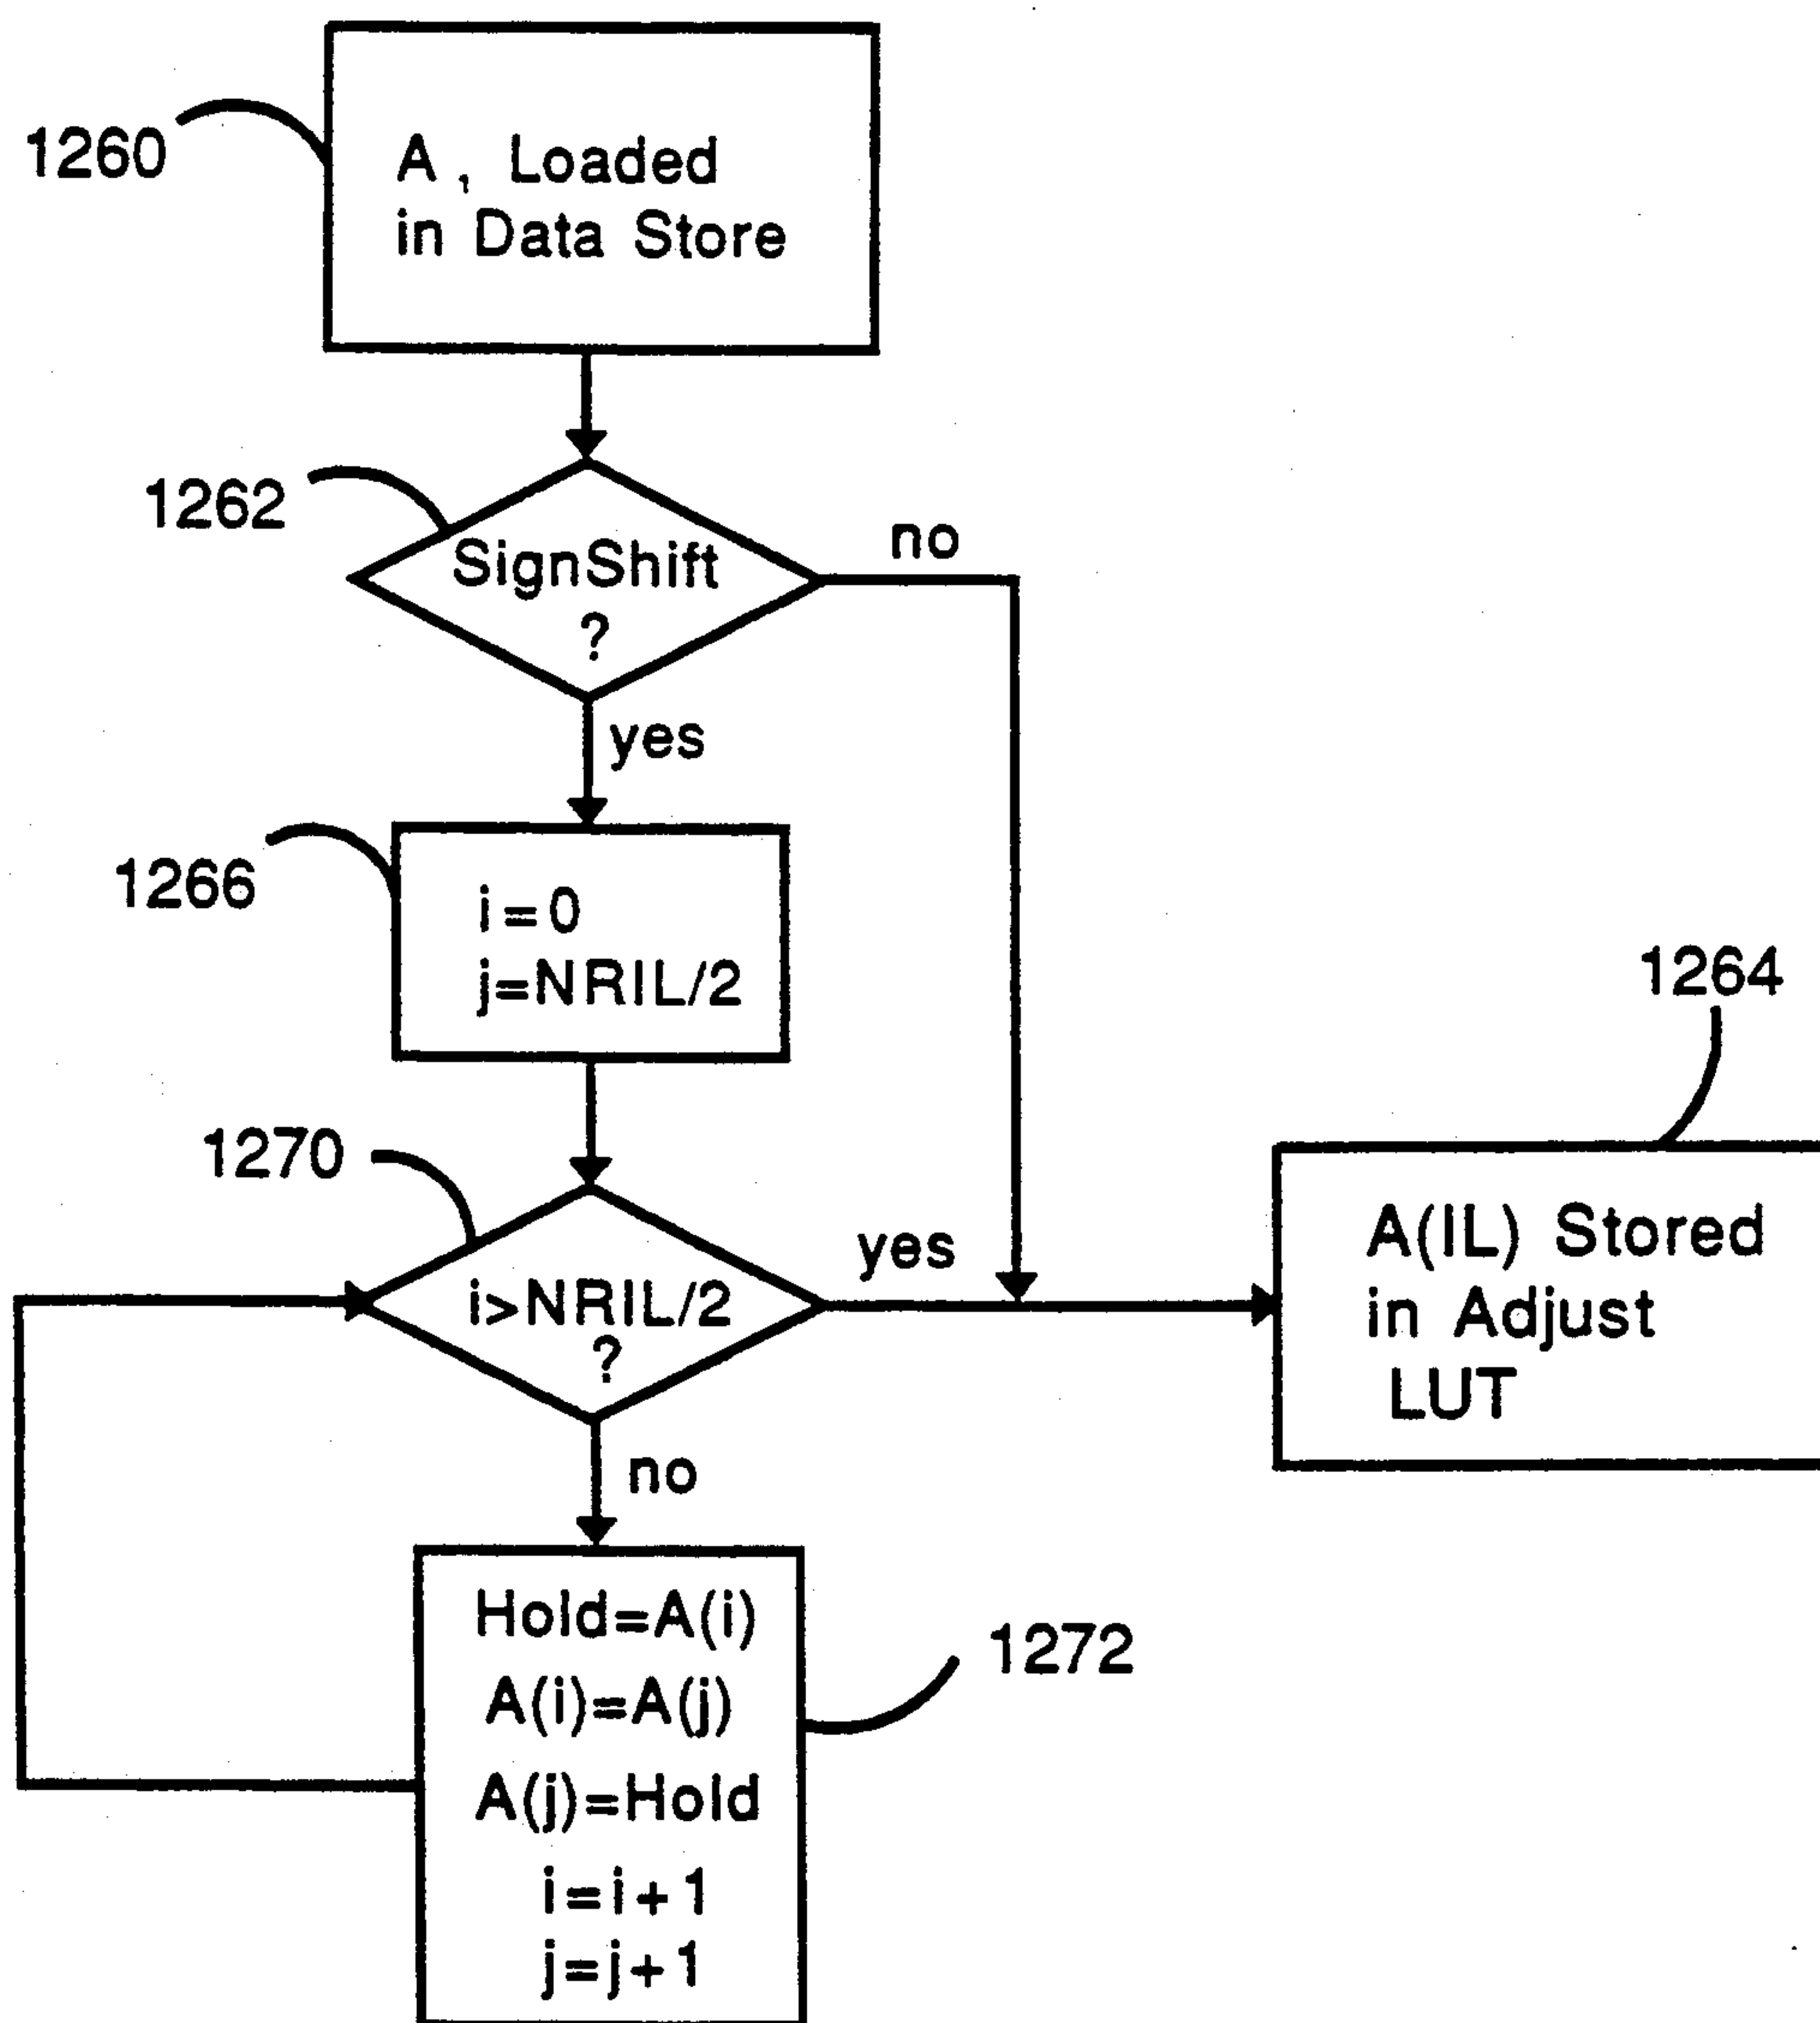 1260
A , Loaded
in Data Store
1262
SignShift
?
no
yes
1266
i=0
j=NRIL/2
1264
1270
i>NRIL/2
?
yes
A(IL) Stored
in Adjust
LUT
no
Hold=A(i)
A(i)=A(j)
A(j)=Hold
i=i+1
j=j+1
1272